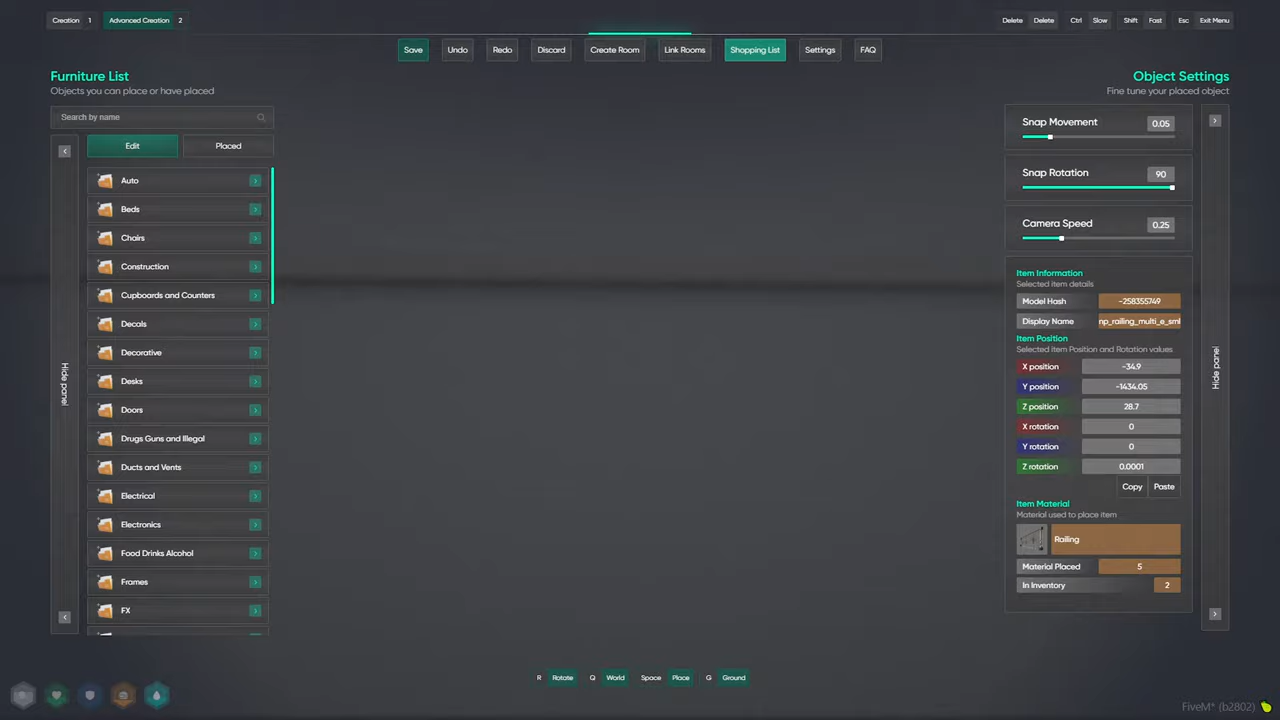 Creation 1 Advanced Creation 2
Delete Delete Ctrl Slow Shift Fast Esc Exit Menu
Save Undo Redo Discard Create Room Link Rooms Shopping List Settings FAQ
Furniture List
Objects you can place or have placed
Search by name
Edit Placed
Hide panel
Auto
Beds
Chairs
Construction
Cupboards and Counters
Decals
Decorative
Desks
Doors
Drugs Guns and Illegal
Ducts and Vents
Electrical
Electronics
Food Drinks Alcohol
Frames
FX
Object Settings
Fine tune your placed object
Snap Movement 0.05
Snap Rotation 90
Camera Speed 0.25
Item Information
Selected item details
Model Hash -258355749
Display Name np_railing_multi_e_sml
Item Position
Selected item Position and Rotation values
X position -34.9
Y position -1434.05
Z position 28.7
X rotation 0
Y rotation 0
Z rotation 0.0001
Copy Paste
Item Material
Material used to place item
Railing
Material Placed 5
In Inventory 2
Hide panel
R Rotate Q World Space Place G Ground
FiveM* (b2802)